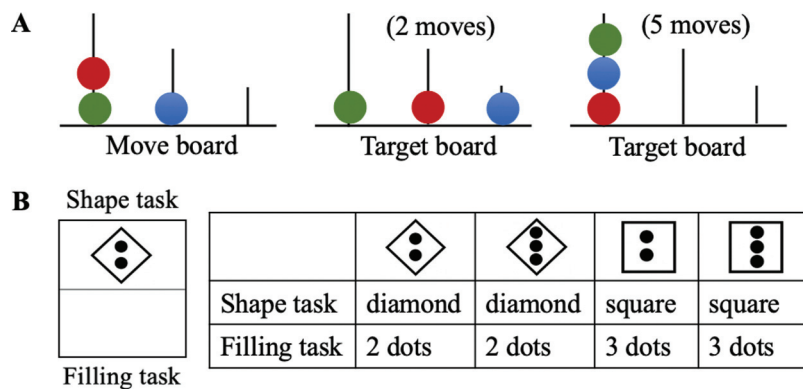 A
(2 moves)
(5 moves)
Move board
Target board
Target board
B
Shape task
Filling task
Shape task diamond diamond square square
Filling task 2 dots 2 dots 3 dots 3 dots